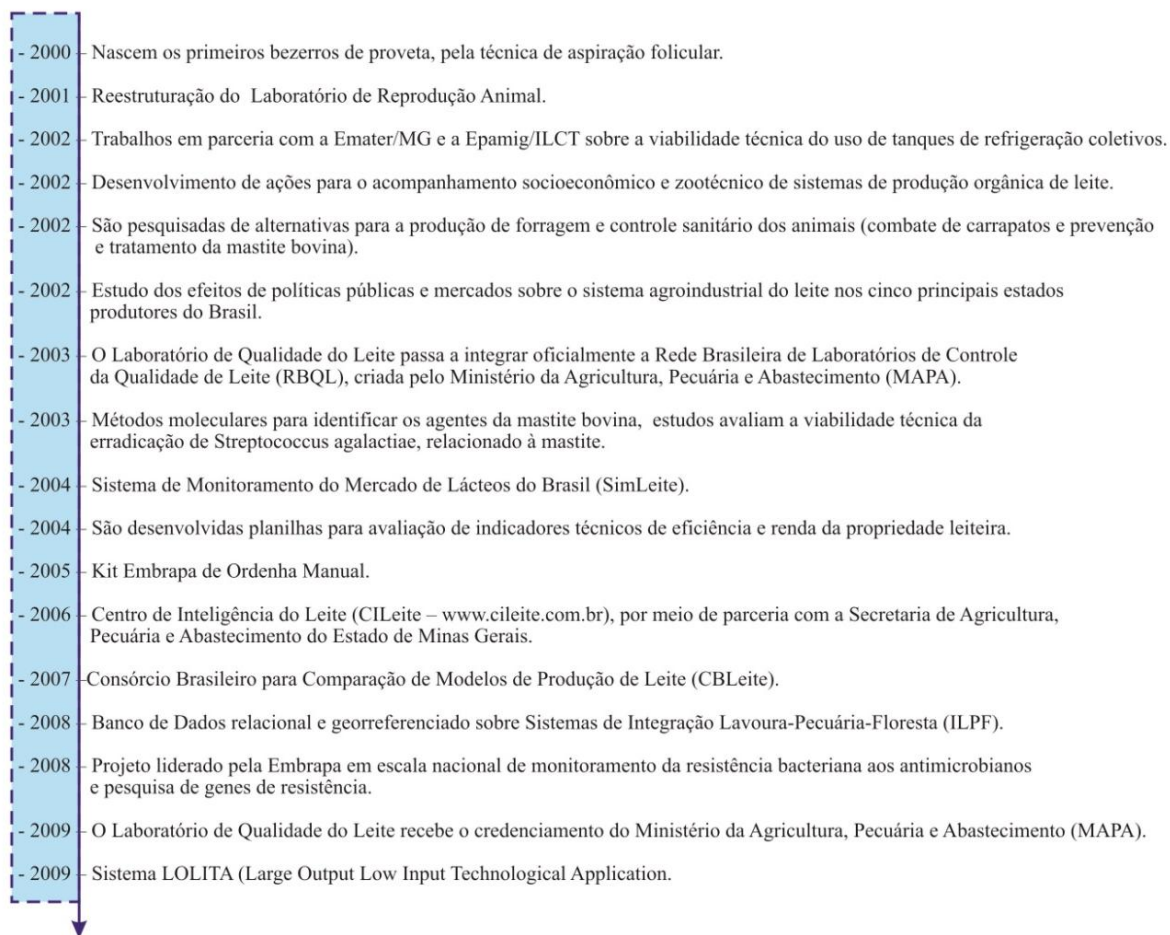 - 2000 - Nascem os primeiros bezerros de proveta, pela técnica de aspiração folicular.
- 2001 - Reestruturação do Laboratório de Reprodução Animal.
- 2002 - Trabalhos em parceria com a Emater/MG e a Epamig/ILCT sobre a viabilidade técnica do uso de tanques de refrigeração coletivos.
- 2002 - Desenvolvimento de ações para o acompanhamento socioeconômico e zootécnico de sistemas de produção orgânica de leite.
- 2002 - São pesquisadas de alternativas para a produção de forragem e controle sanitário dos animais (combate de carrapatos e prevenção
e tratamento da mastite bovina).
- 2002 - Estudo dos efeitos de políticas públicas e mercados sobre o sistema agroindustrial do leite nos cinco principais estados
produtores do Brasil.
- 2003 - O Laboratório de Qualidade do Leite passa a integrar oficialmente a Rede Brasileira de Laboratórios de Controle
da Qualidade de Leite (RBQL), criada pelo Ministério da Agricultura, Pecuária e Abastecimento (MAPA).
- 2003 - Métodos moleculares para identificar os agentes da mastite bovina, estudos avaliam a viabilidade técnica da
erradicação de Streptococcus agalactiae, relacionado à mastite.
- 2004 - Sistema de Monitoramento do Mercado de Lácteos do Brasil (SimLeite).
- 2004 - São desenvolvidas planilhas para avaliação de indicadores técnicos de eficiência e renda da propriedade leiteira.
- 2005 - Kit Embrapa de Ordenha Manual.
- 2006 - Centro de Inteligência do Leite (CILeite – www.cileite.com.br), por meio de parceria com a Secretaria de Agricultura,
Pecuária e Abastecimento do Estado de Minas Gerais.
- 2007 - Consórcio Brasileiro para Comparação de Modelos de Produção de Leite (CBLeite).
- 2008 - Banco de Dados relacional e georreferenciado sobre Sistemas de Integração Lavoura-Pecuária-Floresta (ILPF).
- 2008 - Projeto liderado pela Embrapa em escala nacional de monitoramento da resistência bacteriana aos antimicrobianos
e pesquisa de genes de resistência.
- 2009 - O Laboratório de Qualidade do Leite recebe o credenciamento do Ministério da Agricultura, Pecuária e Abastecimento (MAPA).
- 2009 - Sistema LOLITA (Large Output Low Input Technological Application.